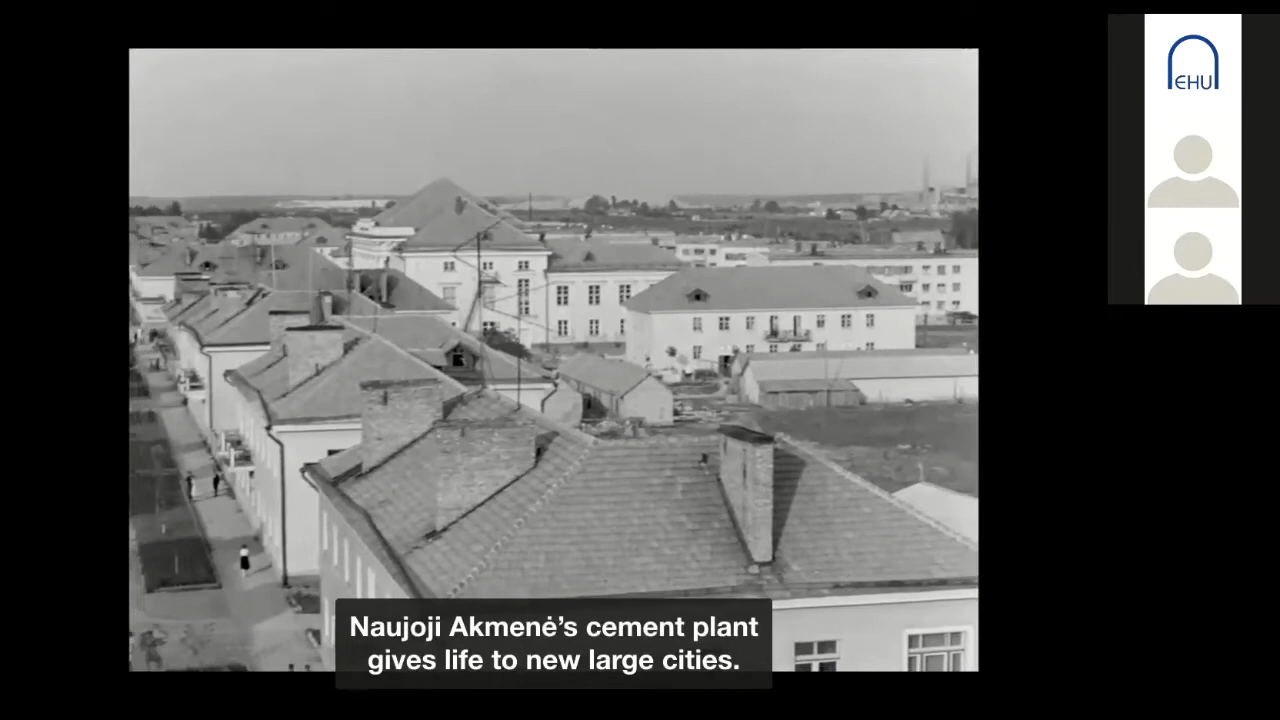 EHU
Naujoji Akmenė’s cement plant
gives life to new large cities.